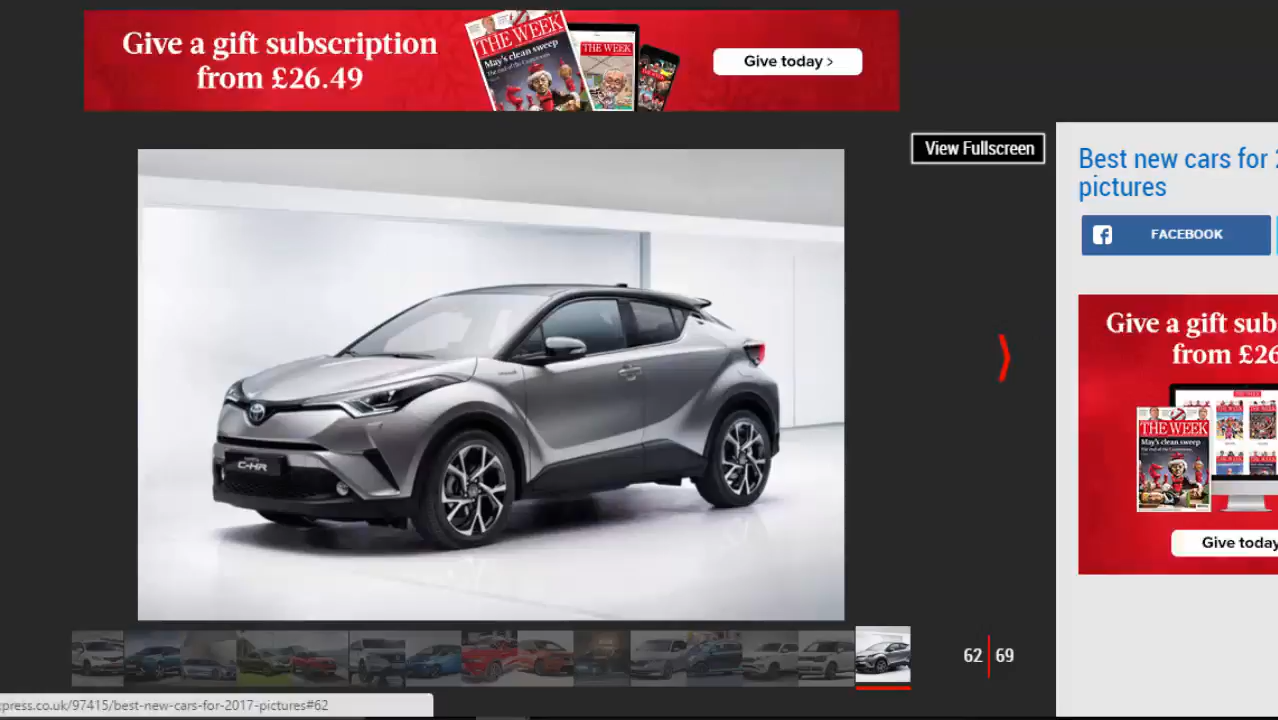 Give a gift subscription
from £26.49
THE WEEK
May's clean sweep
THE WEEK
Give today >
View Fullscreen
Best new cars for 2
pictures
FACEBOOK
Give a gift sub
from £26
THE WEEK
May's clean sweep
Give today
C-HR
62 69
press.co.uk/97415/best-new-cars-for-2017-pictures#62